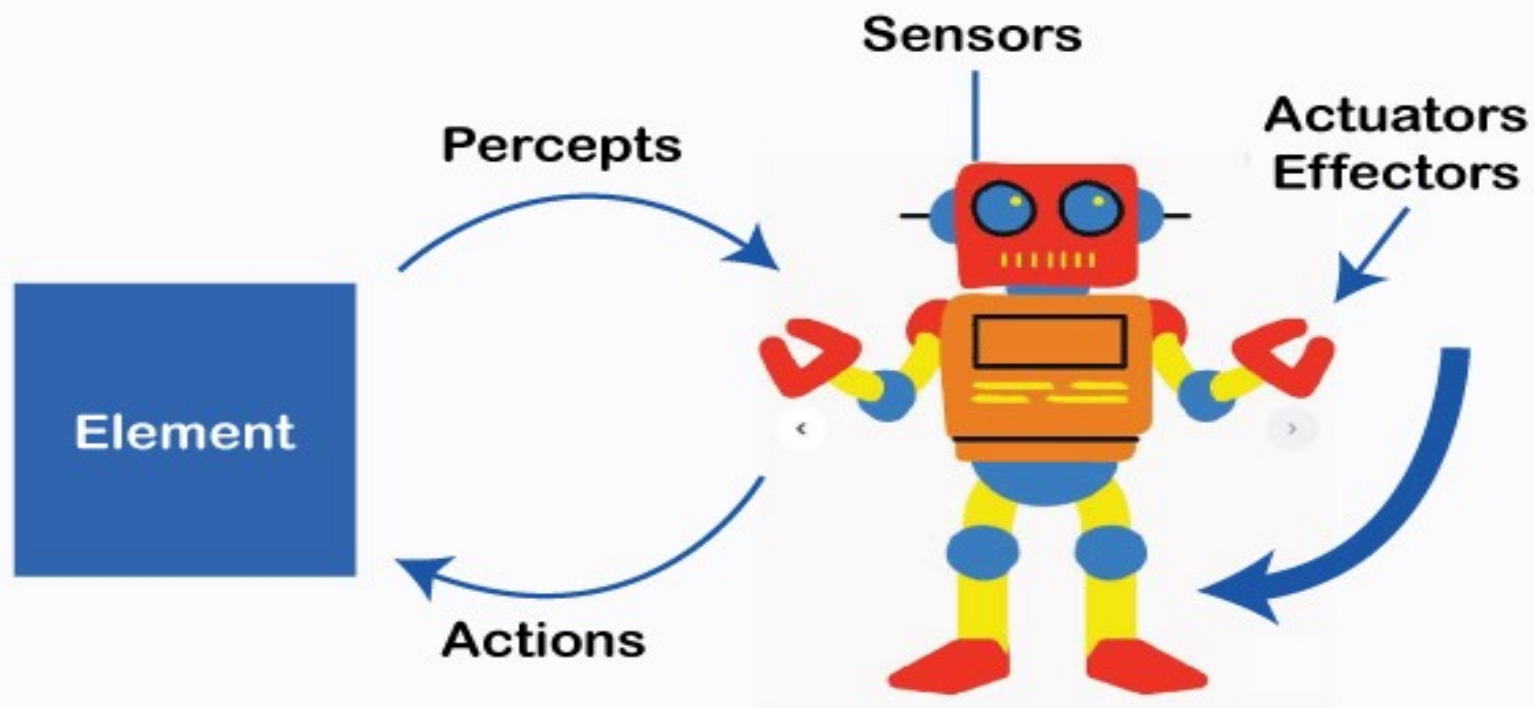 Sensors
Actuators
Effectors
Percepts
Element
Actions